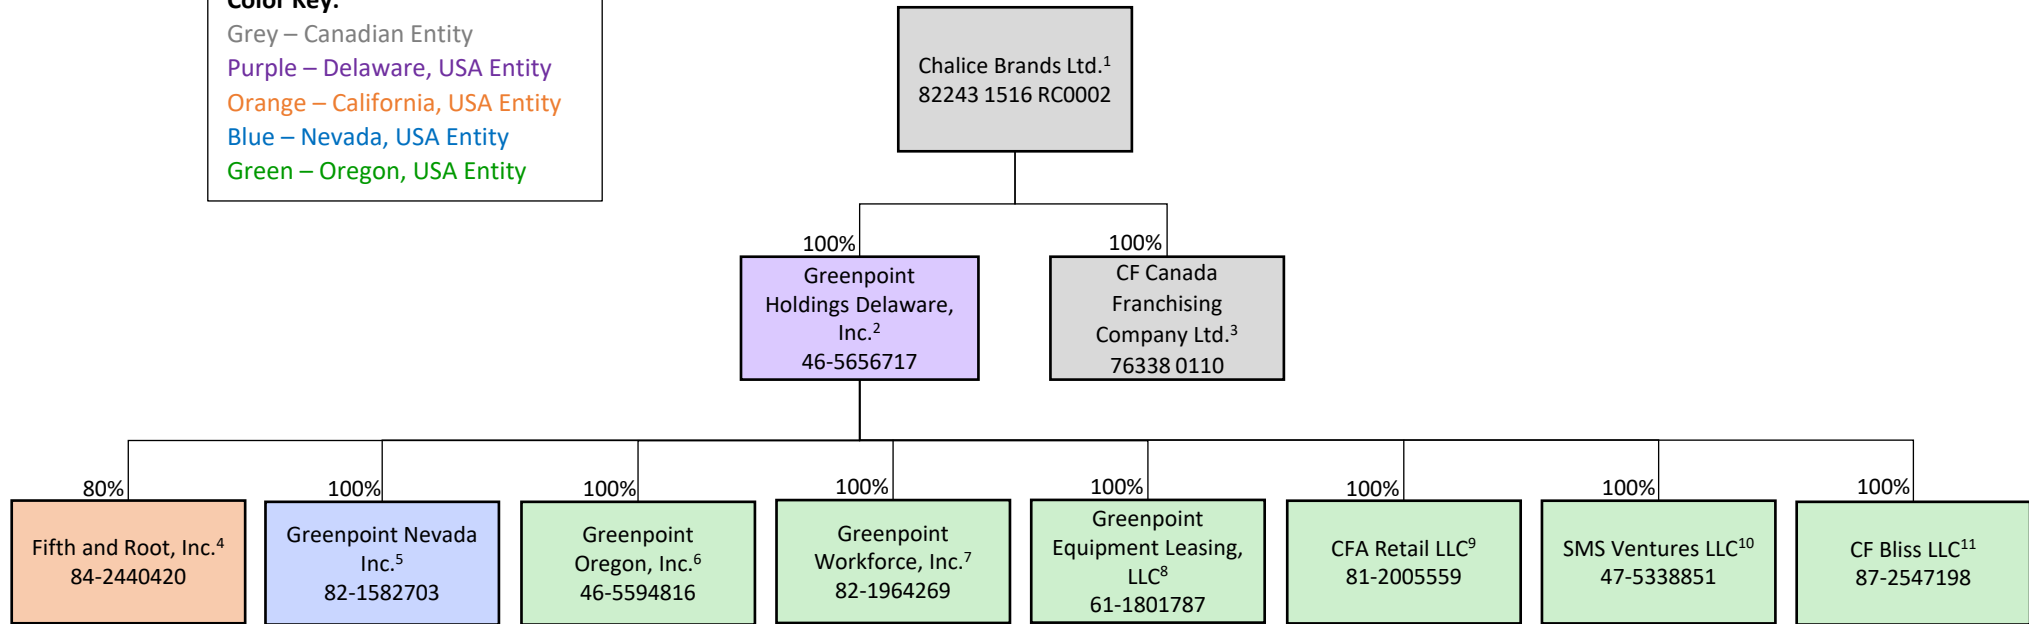 Color Key:
Grey – Canadian Entity
Purple – Delaware, USA Entity
Orange – California, USA Entity
Blue – Nevada, USA Entity
Green – Oregon, USA Entity
Chalice Brands Ltd.1
82243 1516 RC0002
100%
Greenpoint
Holdings Delaware,
Inc.2
46-5656717
100%
CF Canada
Franchising
Company Ltd.3
76338 0110
80%
Fifth and Root, Inc.4
84-2440420
100%
Greenpoint Nevada
Inc.5
82-1582703
100%
Greenpoint
Oregon, Inc.6
46-5594816
100%
Greenpoint
Workforce, Inc.7
82-1964269
100%
Greenpoint
Equipment Leasing,
LLC8
61-1801787
100%
CFA Retail LLC9
81-2005559
100%
SMS Ventures LLC10
47-5338851
100%
CF Bliss LLC11
87-2547198